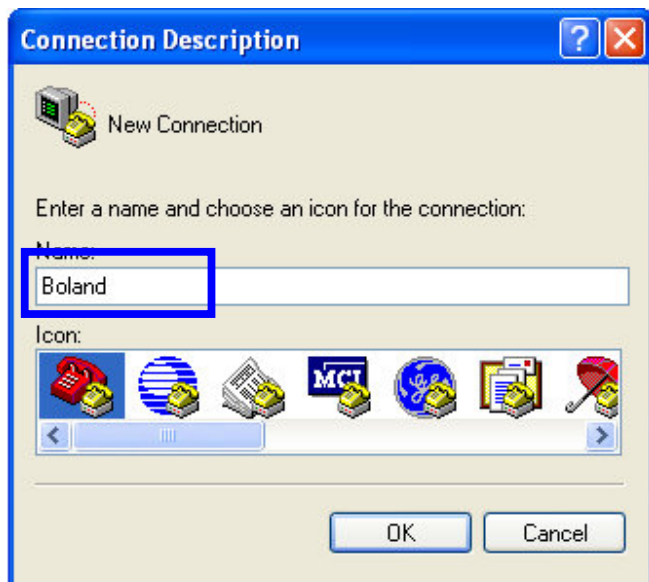 Connection Description
New Connection
Enter a name and choose an icon for the connection:
Name:
Boland
Icon:
MCI
OK Cancel